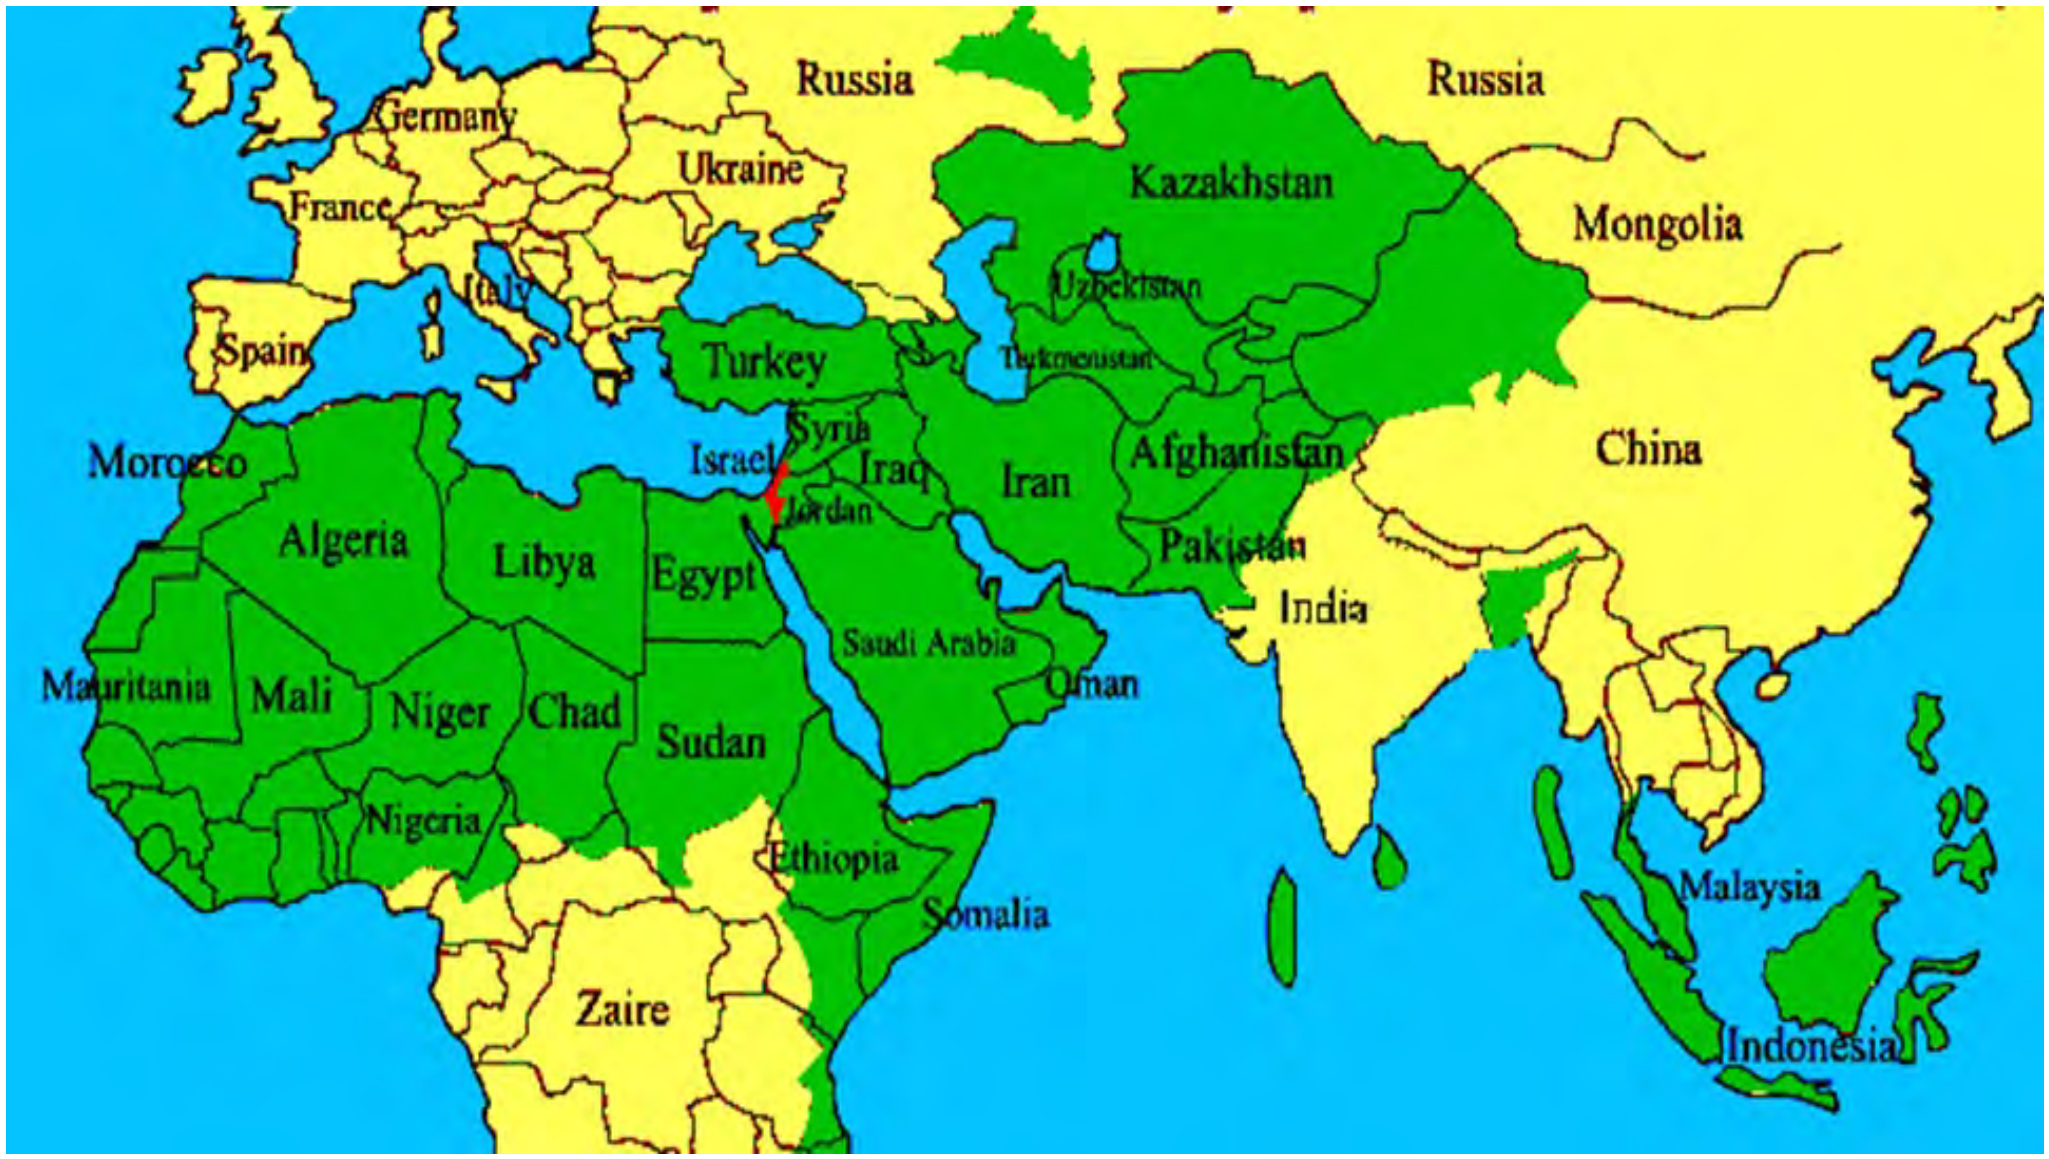 Russia
Russia
Germany
Ukraine
Kazakhstan
France
Mongolia
Italy
Uzbekistan
Spain
Turkey
Turkmenistan
Syria
Morocco
Israel
Iraq
Iran
Afghanistan
China
Jordan
Algeria
Libya
Egypt
Pakistan
India
Saudi Arabia
Mauritania
Mali
Niger
Chad
Oman
Sudan
Nigeria
Ethiopia
Malaysia
Somalia
Zaire
Indonesia